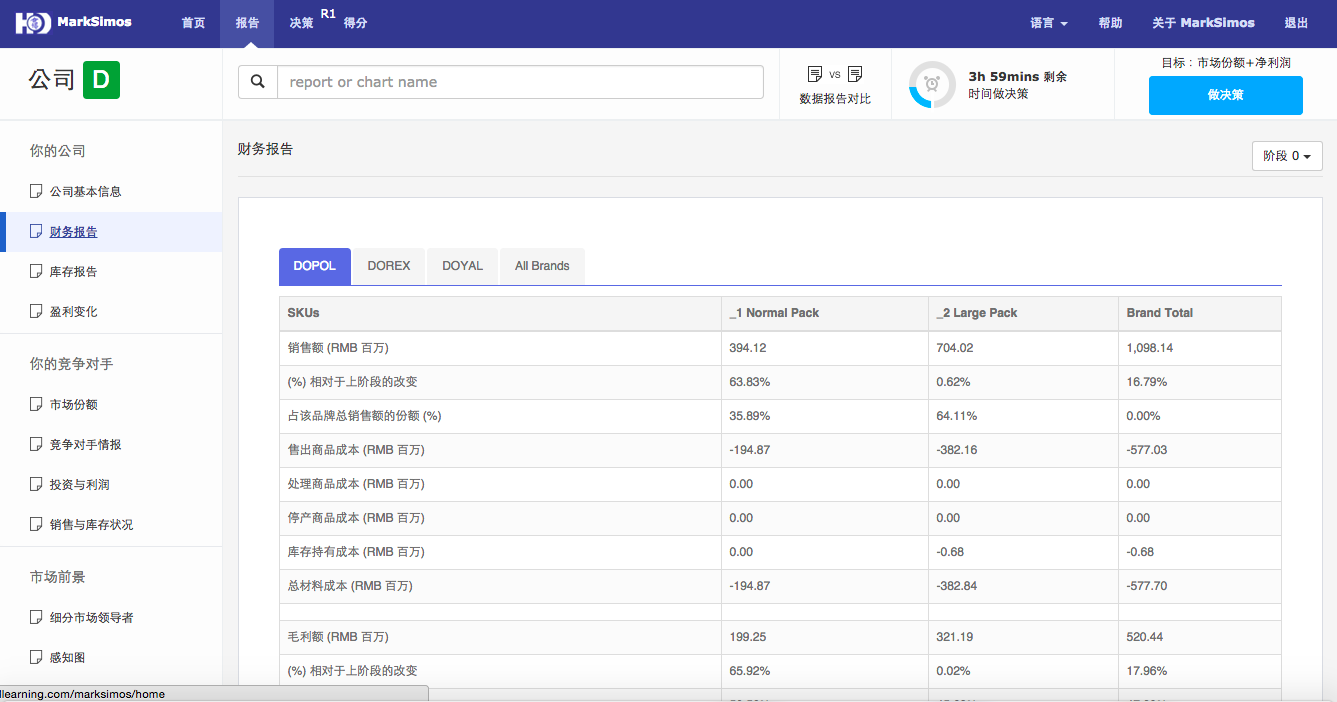 HCD MarkSimos 首页 报告 决策 R1 得分 语言 帮助 关于 MarkSimos 退出
公司 D
report or chart name
vs
数据报告对比
3h 59mins 剩余
时间做决策
目标：市场份额+净利润
做决策
你的公司
公司基本信息
财务报告
库存报告
盈利变化
你的竞争对手
市场份额
竞争对手情报
投资与利润
销售与库存状况
市场前景
细分市场领导者
感知图
财务报告
阶段 0
DOPOL DOREX DOYAL All Brands
SKUs _1 Normal Pack _2 Large Pack Brand Total
销售额 (RMB 百万) 394.12 704.02 1,098.14
(%) 相对于上阶段的改变 63.83% 0.62% 16.79%
占该品牌总销售额的份额 (%) 35.89% 64.11% 0.00%
售出商品成本 (RMB 百万) -194.87 -382.16 -577.03
处理商品成本 (RMB 百万) 0.00 0.00 0.00
停产商品成本 (RMB 百万) 0.00 0.00 0.00
库存持有成本 (RMB 百万) 0.00 -0.68 -0.68
总材料成本 (RMB 百万) -194.87 -382.84 -577.70
毛利额 (RMB 百万) 199.25 321.19 520.44
(%) 相对于上阶段的改变 65.92% 0.02% 17.96%
learning.com/marksimos/home